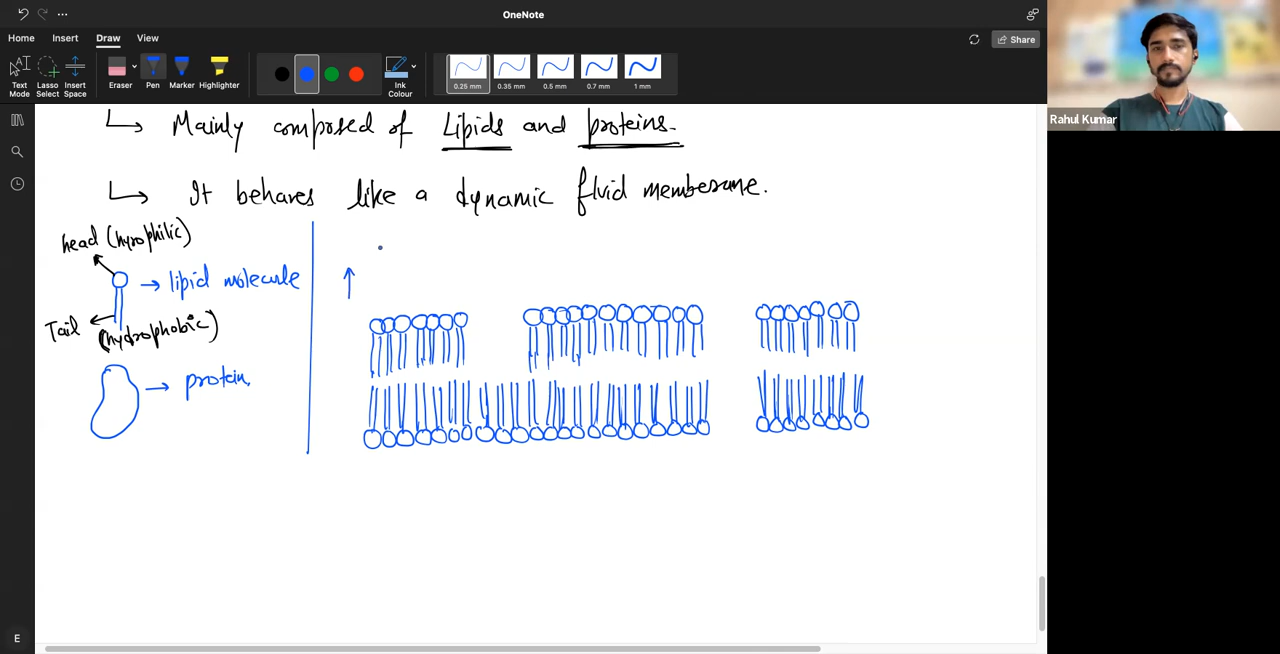 OneNote
Home Insert Draw View
Share
Text Mode
Lasso Select
Insert Space
Eraser
Pen
Marker
Highlighter
Ink Colour
0.25 mm
0.35 mm
0.5 mm
0.7 mm
1 mm
Rahul Kumar
Mainly composed of Lipids and proteins.
It behaves like a dynamic fluid membesrane.
head (hyrophilic)
lipid molecule
Tail (hydrophobic)
protein
E